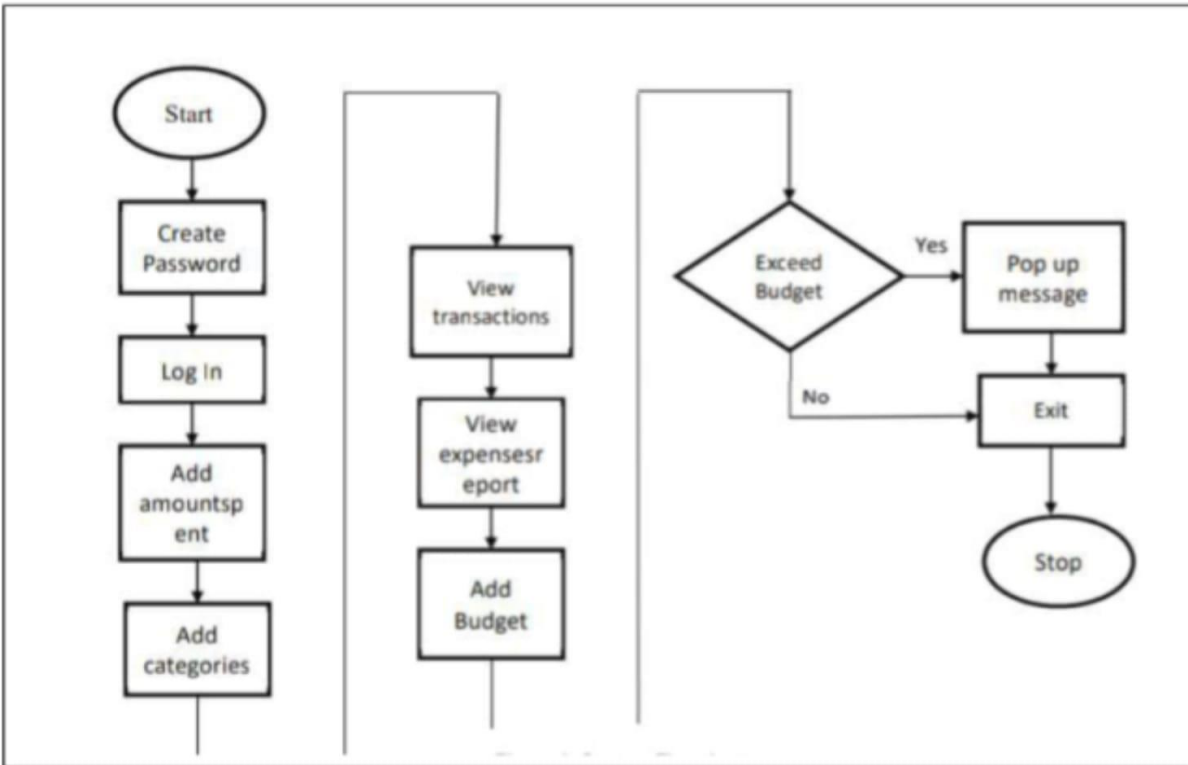 Start
Create
Password
Log In
Add
amountsp
ent
Add
categories
View
transactions
View
expensesr
eport
Add
Budget
Exceed
Budget
Yes
No
Pop up
message
Exit
Stop